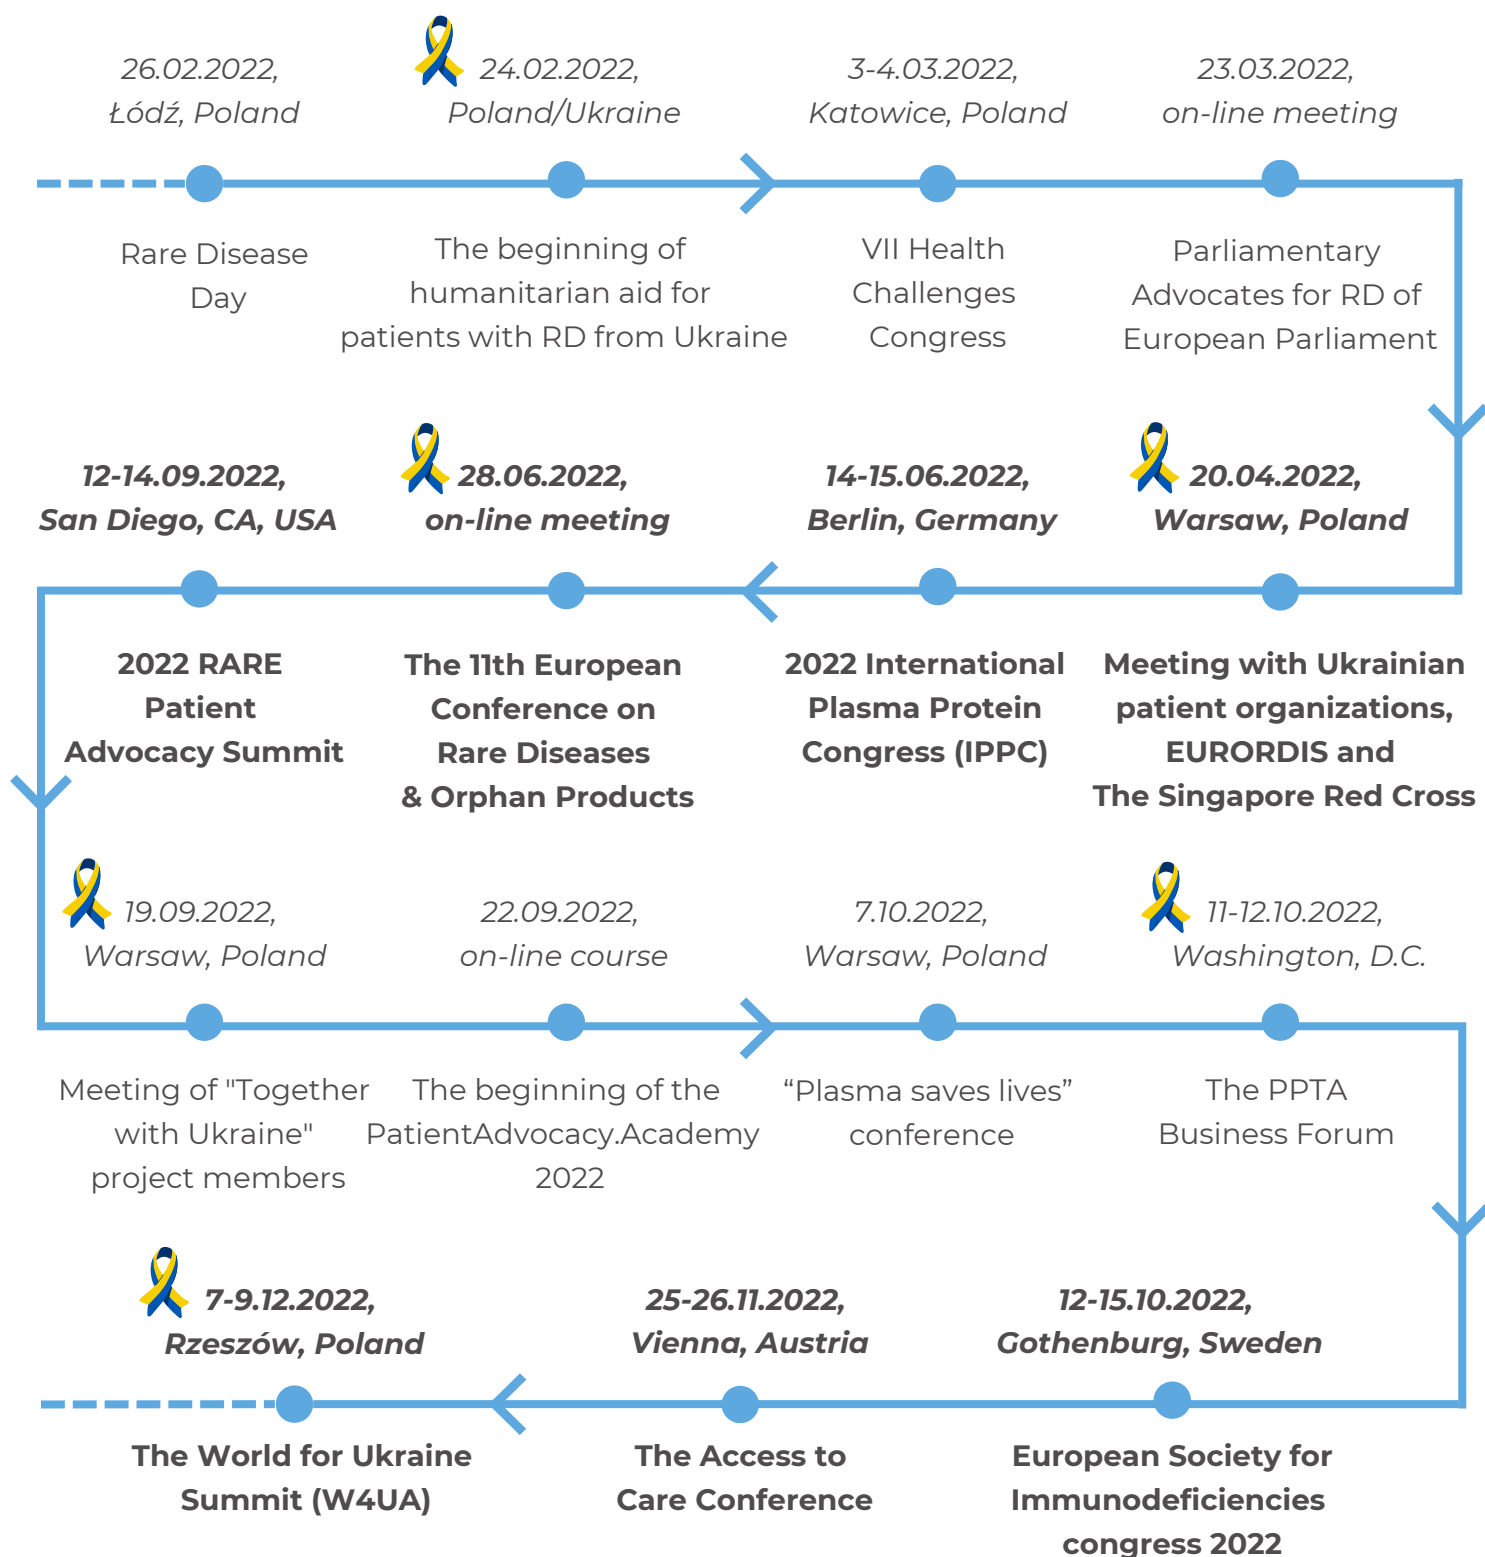 26.02.2022,
Łódź, Poland
Rare Disease
Day
24.02.2022,
Poland/Ukraine
The beginning of
humanitarian aid for
patients with RD from Ukraine
3-4.03.2022,
Katowice, Poland
VII Health
Challenges
Congress
23.03.2022,
on-line meeting
Parliamentary
Advocates for RD of
European Parliament
20.04.2022,
Warsaw, Poland
Meeting with Ukrainian
patient organizations,
EURORDIS and
The Singapore Red Cross
14-15.06.2022,
Berlin, Germany
2022 International
Plasma Protein
Congress (IPPC)
28.06.2022,
on-line meeting
The 11th European
Conference on
Rare Diseases
& Orphan Products
12-14.09.2022,
San Diego, CA, USA
2022 RARE
Patient
Advocacy Summit
19.09.2022,
Warsaw, Poland
Meeting of "Together
with Ukraine"
project members
22.09.2022,
on-line course
The beginning of the
PatientAdvocacy.Academy
2022
7.10.2022,
Warsaw, Poland
“Plasma saves lives”
conference
11-12.10.2022,
Washington, D.C.
The PPTA
Business Forum
12-15.10.2022,
Gothenburg, Sweden
European Society for
Immunodeficiencies
congress 2022
25-26.11.2022,
Vienna, Austria
The Access to
Care Conference
7-9.12.2022,
Rzeszów, Poland
The World for Ukraine
Summit (W4UA)